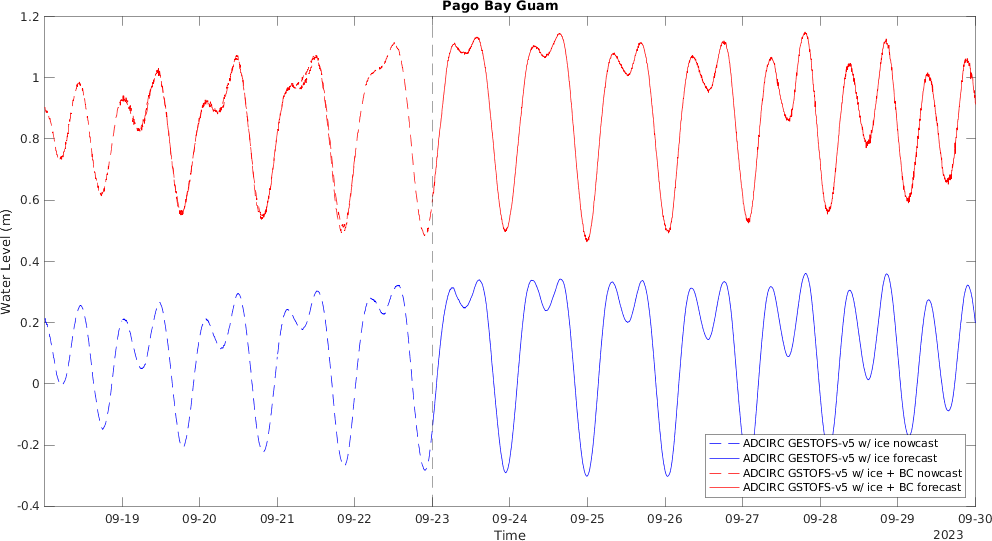 Pago Bay Guam
1.2
1
0.8
0.6
0.4
0.2
0
-0.2
-0.4
Water Level (m)
ADCIRC GESTOFS-v5 w/ ice nowcast
ADCIRC GESTOFS-v5 w/ ice forecast
ADCIRC GSTOFS-v5 w/ ice + BC nowcast
ADCIRC GSTOFS-v5 w/ ice + BC forecast
09-19 09-20 09-21 09-22 09-23 09-24 09-25 09-26 09-27 09-28 09-29 09-30
Time
2023